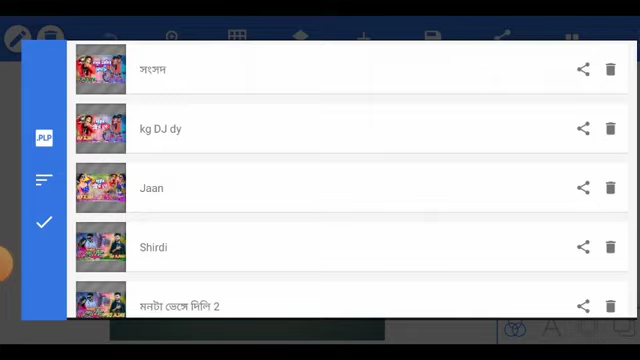 সংসদ
kg DJ dy
.PLP
Jaan
Shirdi
মনটা ভেঙ্গে দিলি 2
A